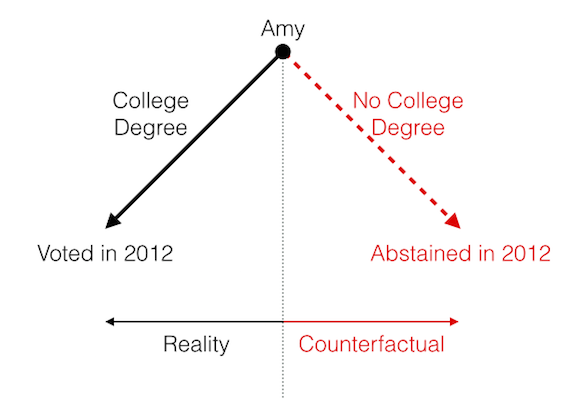 Amy
College
Degree
No College
Degree
Voted in 2012
Abstained in 2012
Reality
Counterfactual